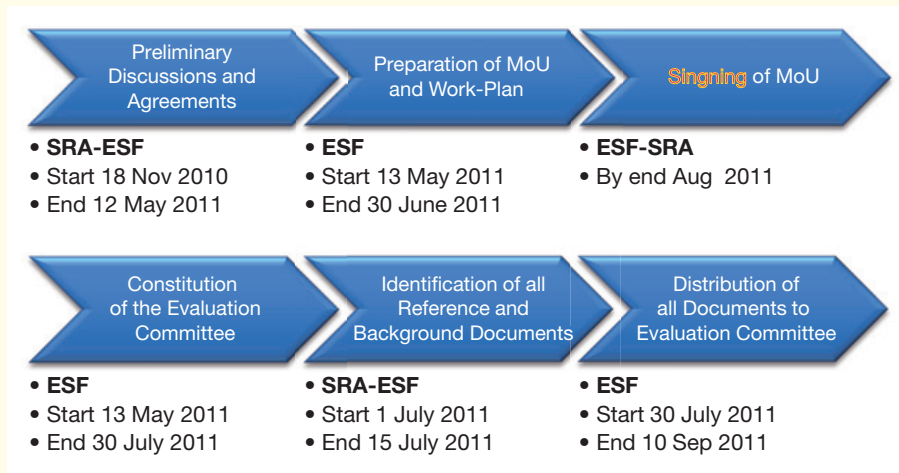 Preliminary
Discussions and
Agreements
Preparation of MoU
and Work-Plan
Singning of MoU
• SRA-ESF
• Start 18 Nov 2010
• End 12 May 2011
• ESF
• Start 13 May 2011
• End 30 June 2011
• ESF-SRA
• By end Aug 2011
Constitution
of the Evaluation
Committee
Identification of all
Reference and
Background Documents
Distribution of
all Documents to
Evaluation Committee
• ESF
• Start 13 May 2011
• End 30 July 2011
• SRA-ESF
• Start 1 July 2011
• End 15 July 2011
• ESF
• Start 30 July 2011
• End 10 Sep 2011